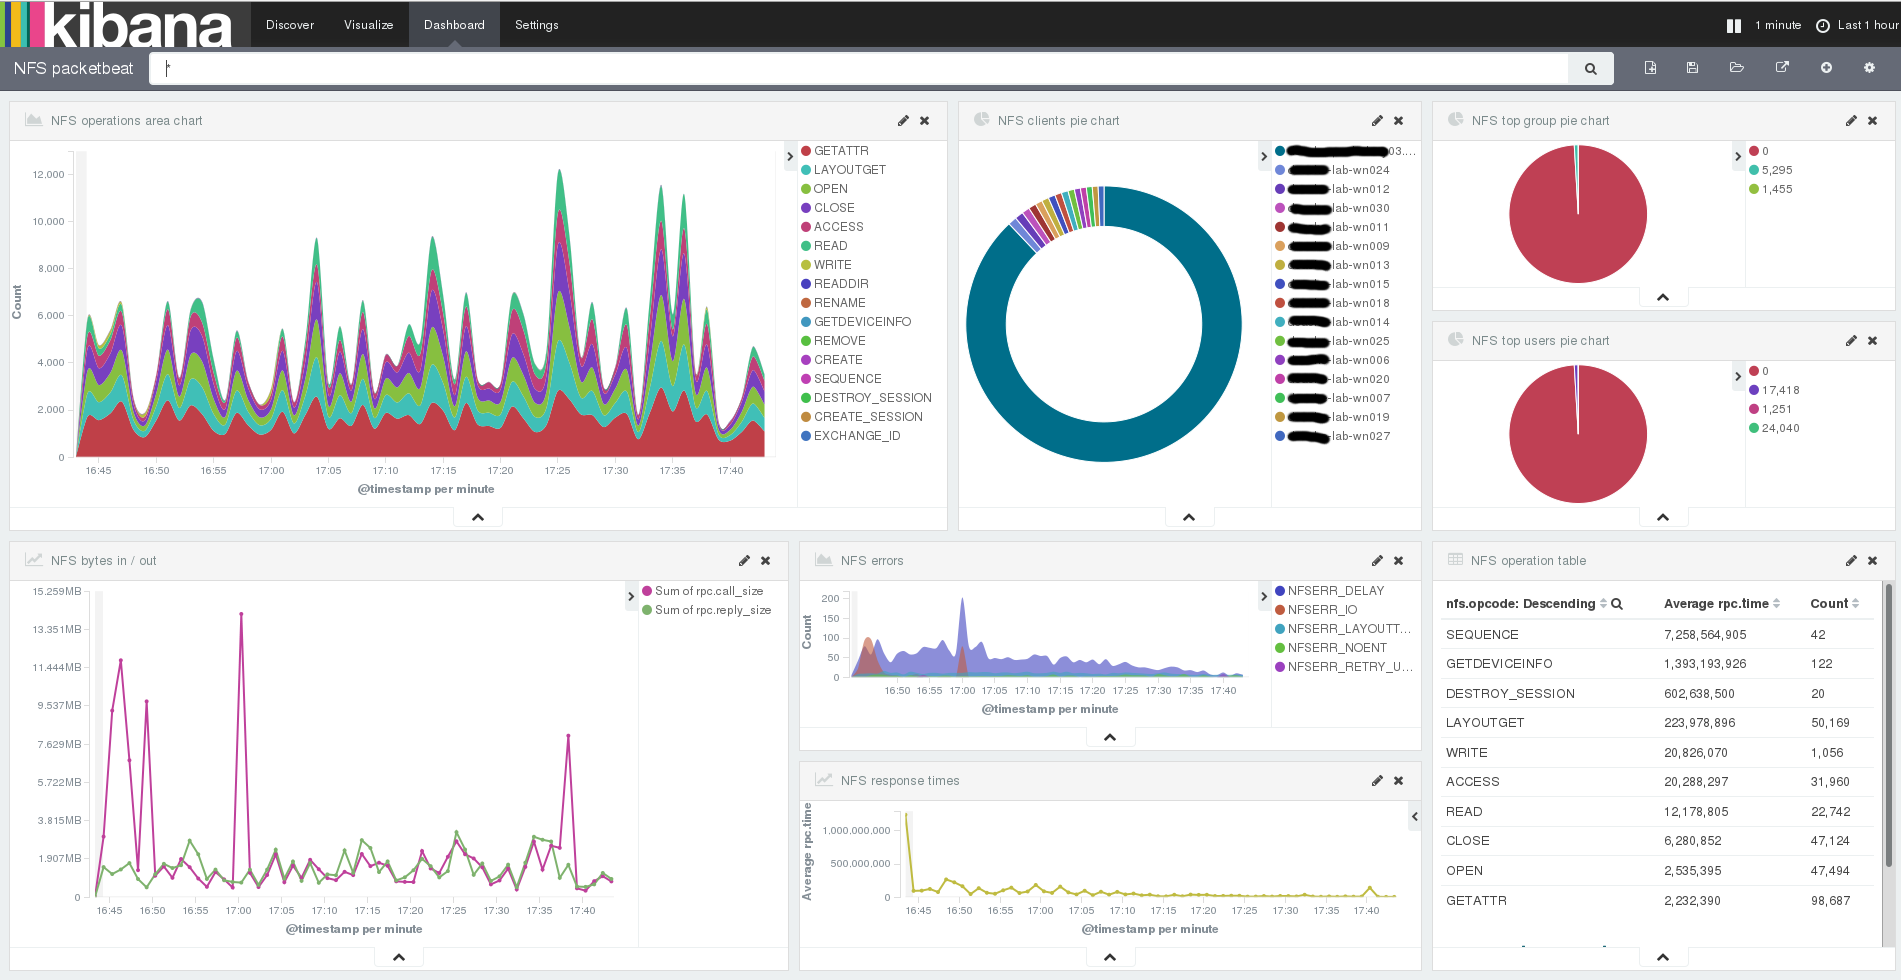 kibana Discover Visualize Dashboard Settings 1 minute Last 1 hour
NFS packetbeat *
NFS operations area chart
12,000
10,000
8,000
6,000
4,000
2,000
0
Count
16:45 16:50 16:55 17:00 17:05 17:10 17:15 17:20 17:25 17:30 17:35 17:40
@timestamp per minute
GETATTR
LAYOUTGET
OPEN
CLOSE
ACCESS
READ
WRITE
READDIR
RENAME
GETDEVICEINFO
REMOVE
CREATE
SEQUENCE
DESTROY_SESSION
CREATE_SESSION
EXCHANGE_ID
NFS clients pie chart
03....
-lab-wn024
-lab-wn012
-lab-wn030
-lab-wn011
-lab-wn009
-lab-wn013
-lab-wn015
-lab-wn018
-lab-wn014
-lab-wn025
-lab-wn006
-lab-wn020
-lab-wn007
-lab-wn019
-lab-wn027
NFS top group pie chart
0
5,295
1,455
NFS top users pie chart
0
17,418
1,251
24,040
NFS bytes in / out
15.259MB
13.351MB
11.444MB
9.537MB
7.629MB
5.722MB
3.815MB
1.907MB
0
16:45 16:50 16:55 17:00 17:05 17:10 17:15 17:20 17:25 17:30 17:35 17:40
@timestamp per minute
Sum of rpc.call_size
Sum of rpc.reply_size
NFS errors
200
150
100
50
0
Count
16:50 16:55 17:00 17:05 17:10 17:15 17:20 17:25 17:30 17:35 17:40
@timestamp per minute
NFSERR_DELAY
NFSERR_IO
NFSERR_LAYOUTT...
NFSERR_NOENT
NFSERR_RETRY_U...
NFS response times
Average rpc.time
1,000,000,000
500,000,000
0
16:45 16:50 16:55 17:00 17:05 17:10 17:15 17:20 17:25 17:30 17:35 17:40
@timestamp per minute
NFS operation table
nfs.opcode: Descending Average rpc.time Count
SEQUENCE 7,258,564,905 42
GETDEVICEINFO 1,393,193,926 122
DESTROY_SESSION 602,638,500 20
LAYOUTGET 223,978,896 50,169
WRITE 20,826,070 1,056
ACCESS 20,288,297 31,960
READ 12,178,805 22,742
CLOSE 6,280,852 47,124
OPEN 2,535,395 47,494
GETATTR 2,232,390 98,687